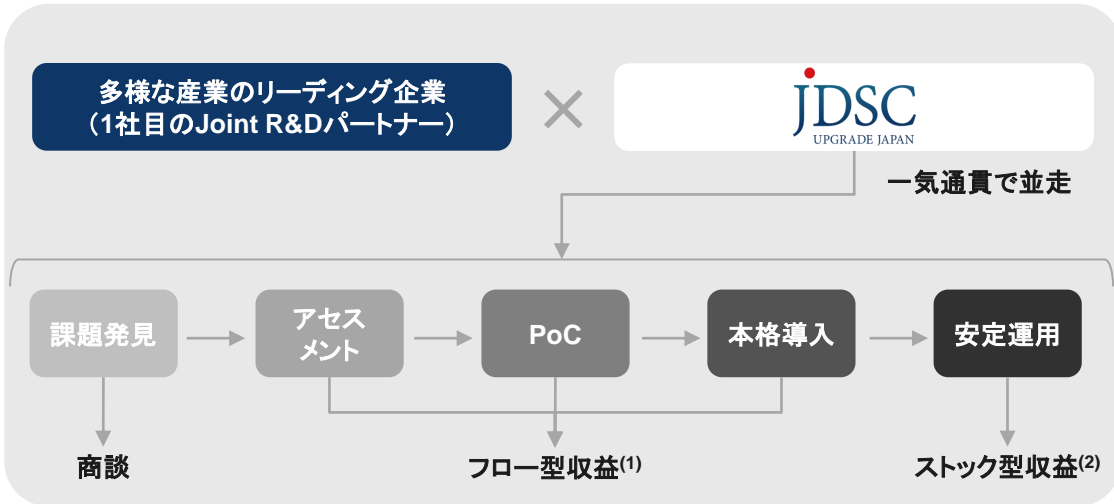 多様な産業のリーディング企業
（1社目のJoint R&Dパートナー）
JDSC
UPGRADE JAPAN
一気通貫で並走
課題発見
アセス
メント
PoC
本格導入
安定運用
商談
フロー型収益(1)
ストック型収益(2)